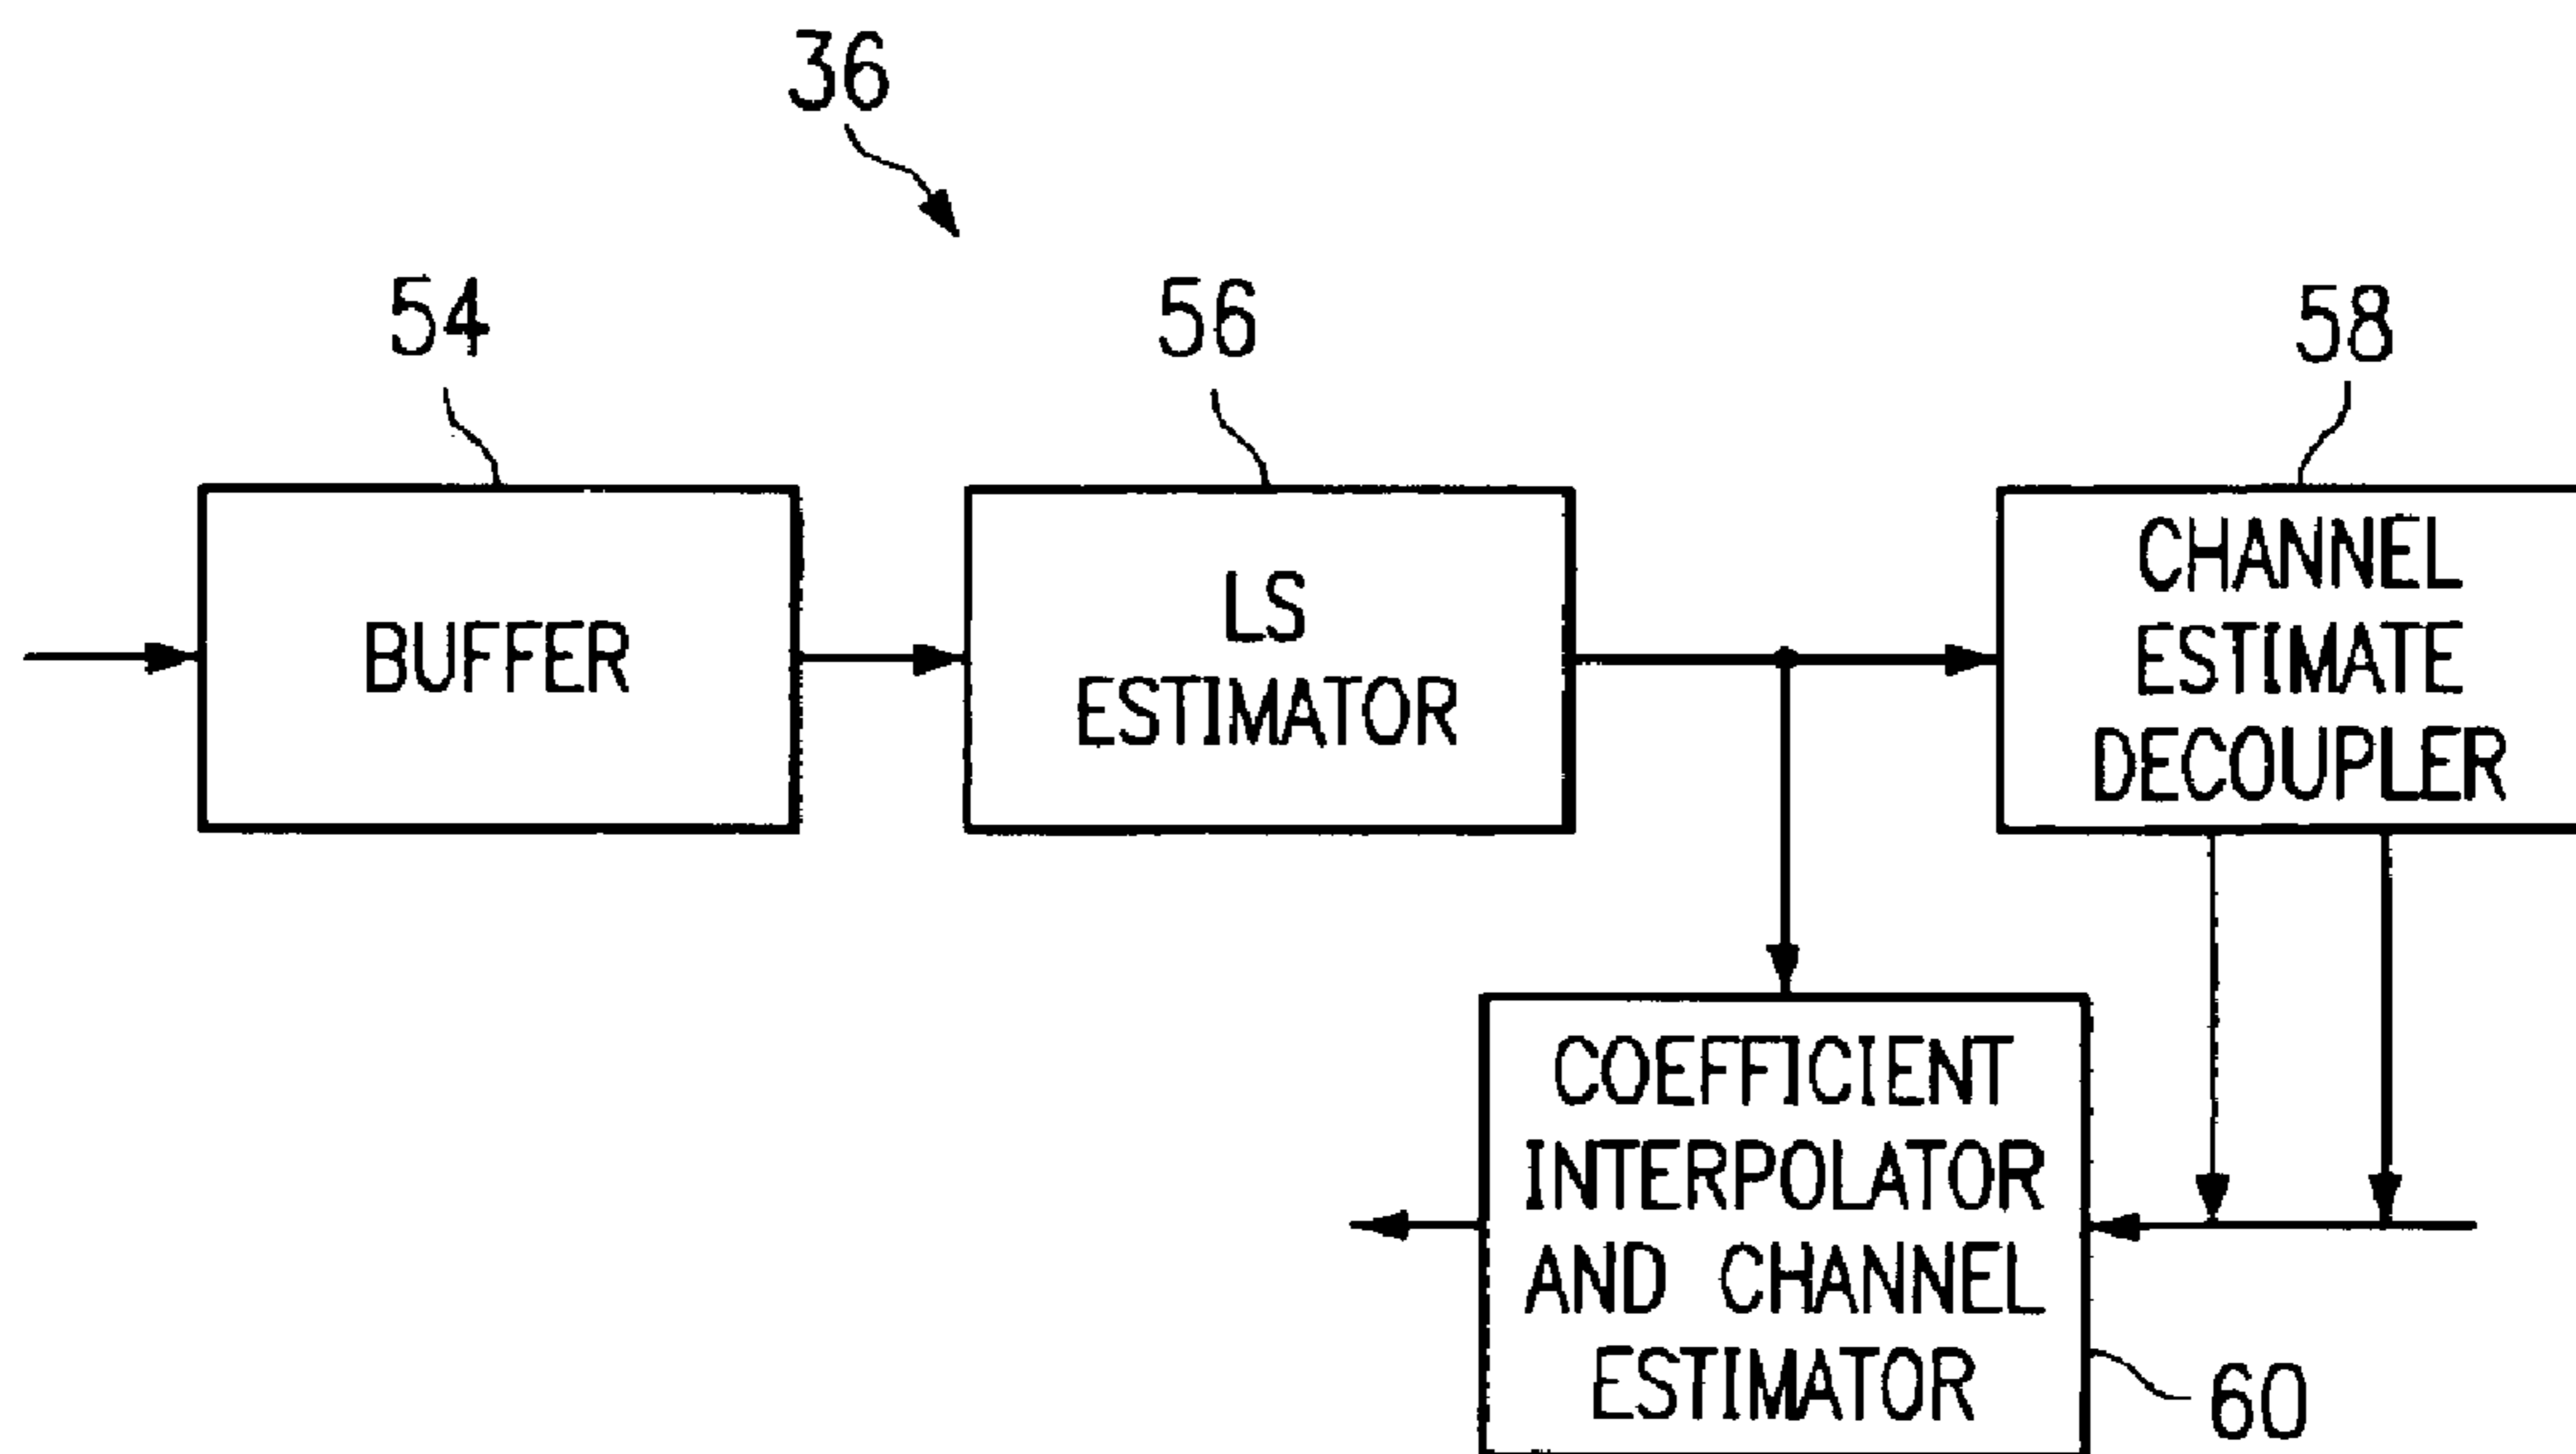 36
54
56
58
BUFFER
LS
ESTIMATOR
CHANNEL
ESTIMATE
DECOUPLER
COEFFICIENT
INTERPOLATOR
AND CHANNEL
ESTIMATOR
60